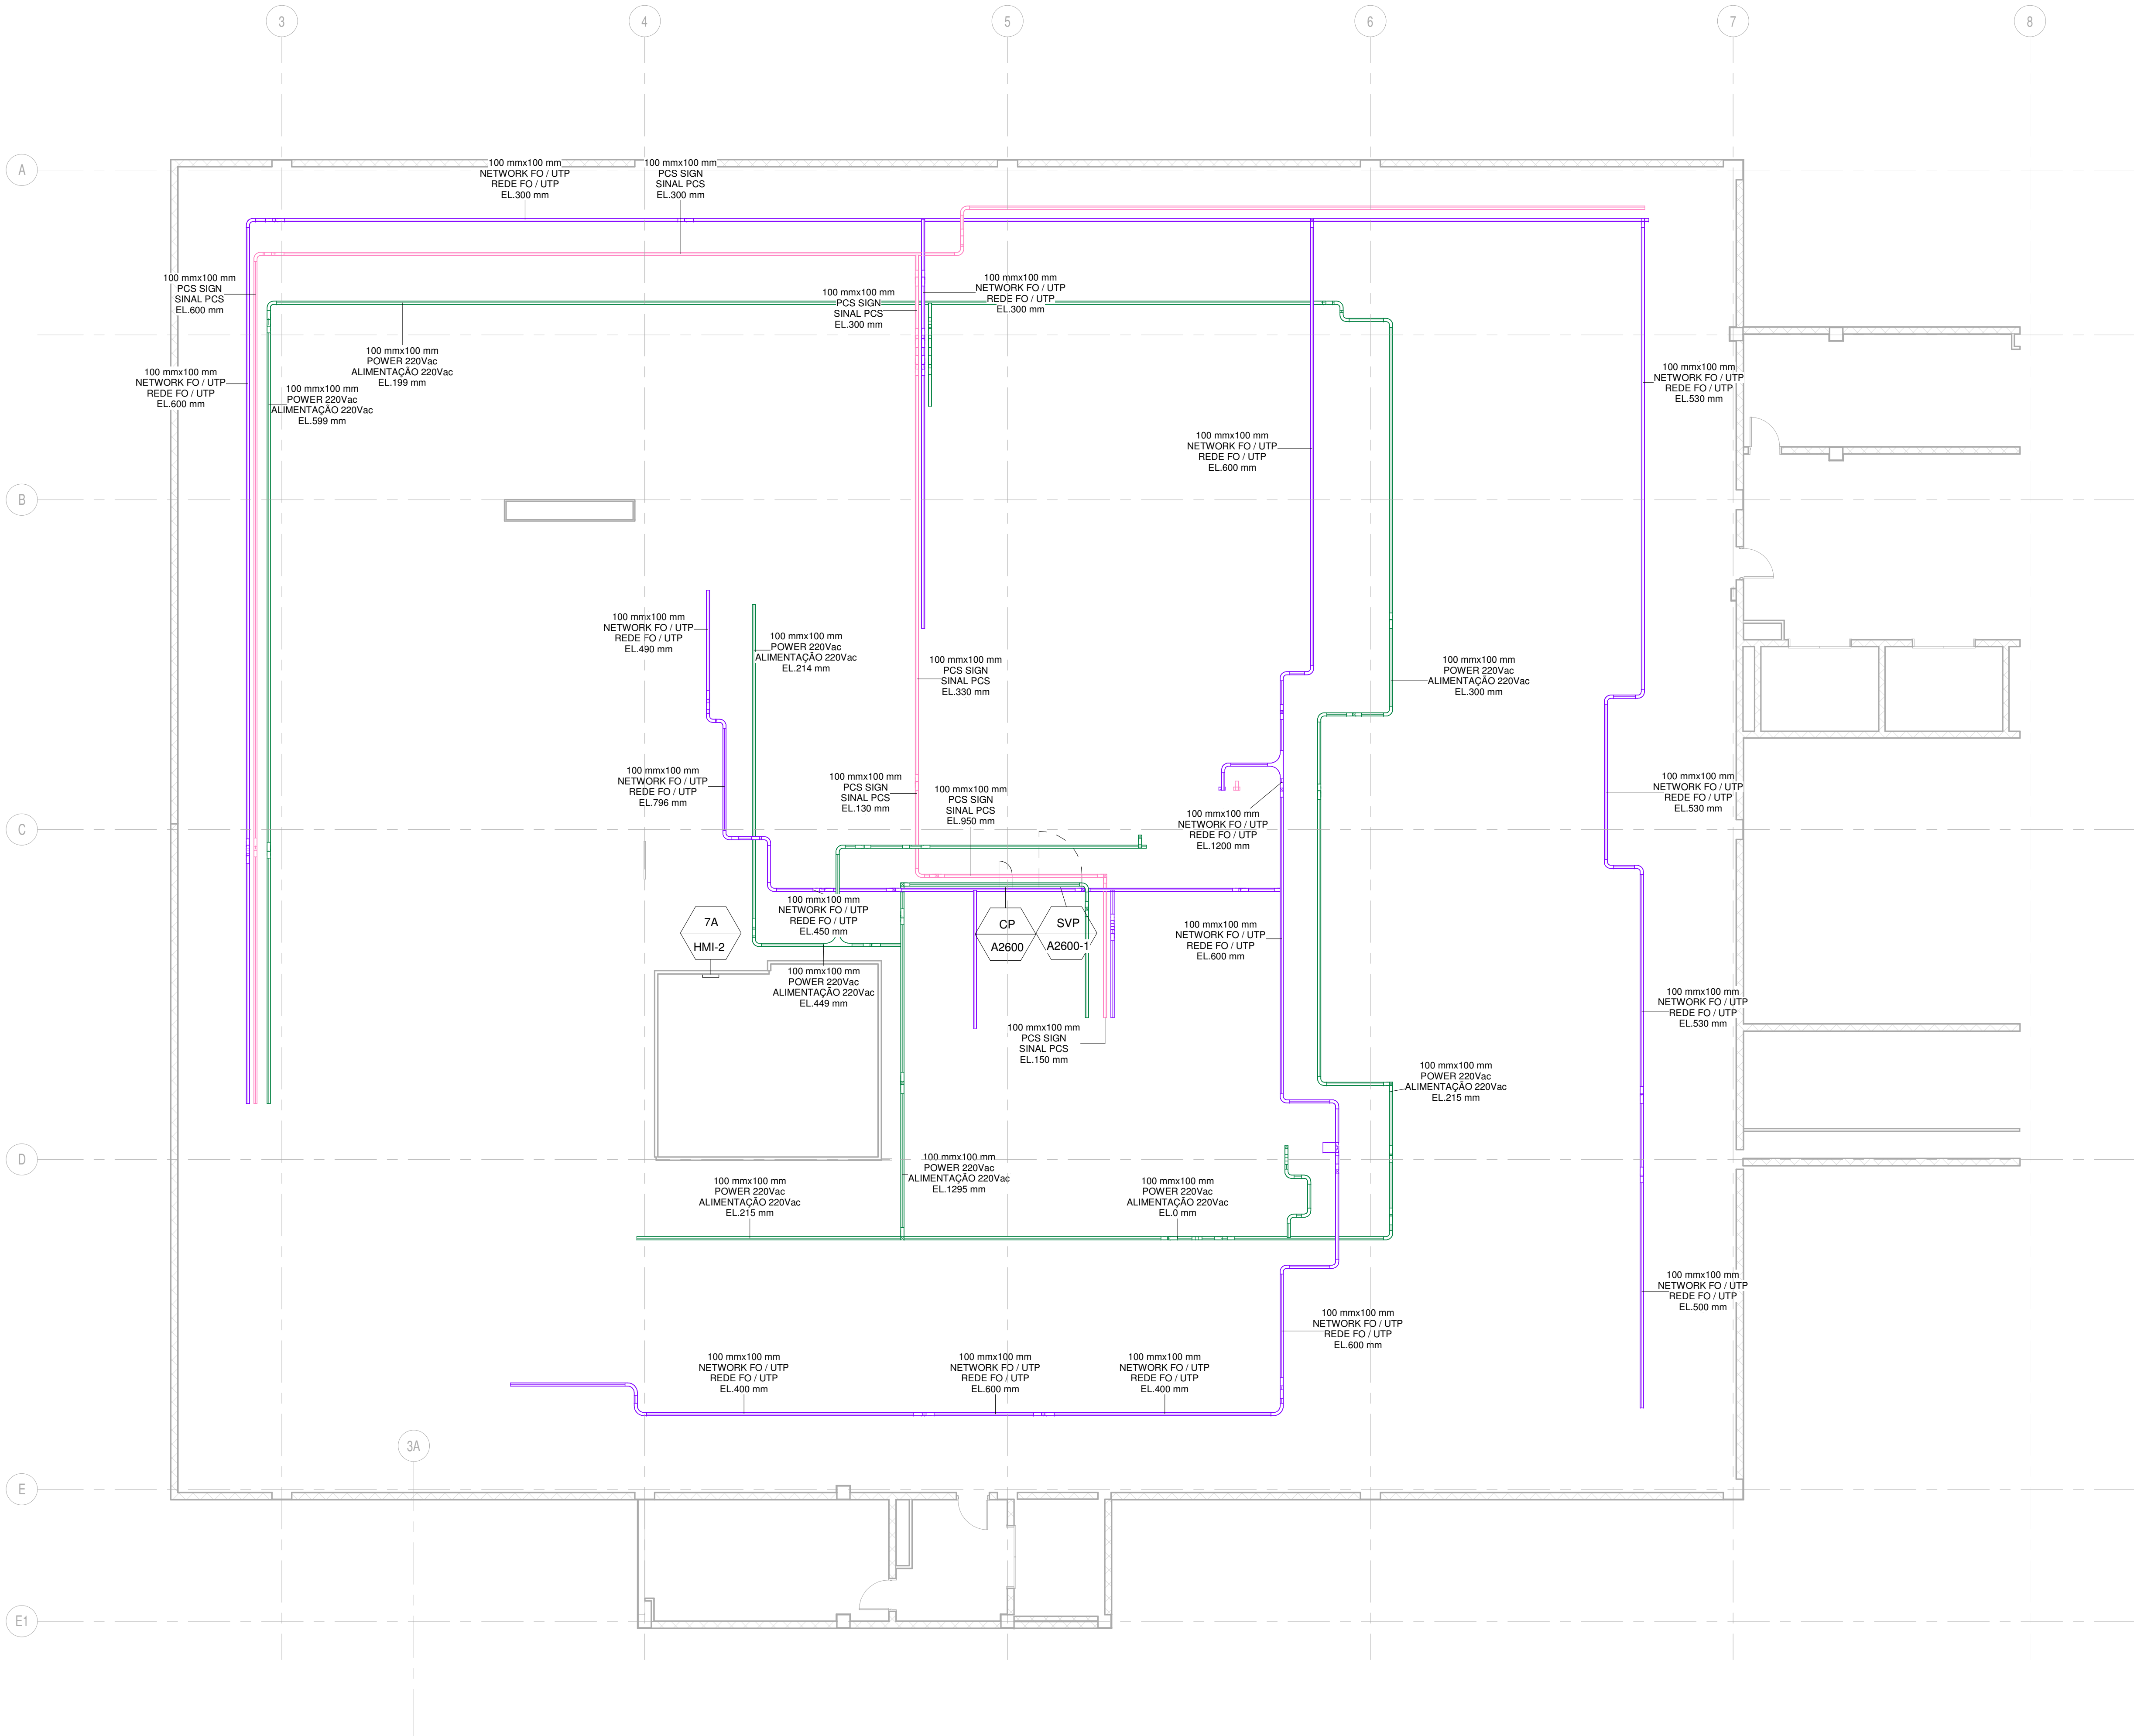 3
4
5
6
7
8
A
100 mmx100 mm
NETWORK FO / UTP
REDE FO / UTP
EL.300 mm
100 mmx100 mm
PCS SIGN
SINAL PCS
EL.300 mm
100 mmx100 mm
PCS SIGN
SINAL PCS
EL.600 mm
100 mmx100 mm
PCS SIGN
SINAL PCS
EL.300 mm
100 mmx100 mm
NETWORK FO / UTP
REDE FO / UTP
EL.300 mm
100 mmx100 mm
POWER 220Vac
ALIMENTAÇÃO 220Vac
EL.199 mm
100 mmx100 mm
NETWORK FO / UTP
REDE FO / UTP
EL.600 mm
100 mmx100 mm
POWER 220Vac
ALIMENTAÇÃO 220Vac
EL.599 mm
100 mmx100 mm
NETWORK FO / UTP
REDE FO / UTP
EL.530 mm
100 mmx100 mm
NETWORK FO / UTP
REDE FO / UTP
EL.600 mm
B
100 mmx100 mm
NETWORK FO / UTP
REDE FO / UTP
EL.490 mm
100 mmx100 mm
POWER 220Vac
ALIMENTAÇÃO 220Vac
EL.214 mm
100 mmx100 mm
PCS SIGN
SINAL PCS
EL.330 mm
100 mmx100 mm
POWER 220Vac
ALIMENTAÇÃO 220Vac
EL.300 mm
100 mmx100 mm
NETWORK FO / UTP
REDE FO / UTP
EL.796 mm
100 mmx100 mm
PCS SIGN
SINAL PCS
EL.130 mm
100 mmx100 mm
PCS SIGN
SINAL PCS
EL.950 mm
100 mmx100 mm
NETWORK FO / UTP
REDE FO / UTP
EL.1200 mm
100 mmx100 mm
NETWORK FO / UTP
REDE FO / UTP
EL.530 mm
C
100 mmx100 mm
NETWORK FO / UTP
REDE FO / UTP
EL.450 mm
7A
HMI-2
CP
A2600
SVP
A2600-1
100 mmx100 mm
NETWORK FO / UTP
REDE FO / UTP
EL.600 mm
100 mmx100 mm
POWER 220Vac
ALIMENTAÇÃO 220Vac
EL.449 mm
100 mmx100 mm
NETWORK FO / UTP
REDE FO / UTP
EL.530 mm
100 mmx100 mm
PCS SIGN
SINAL PCS
EL.150 mm
100 mmx100 mm
POWER 220Vac
ALIMENTAÇÃO 220Vac
EL.215 mm
D
100 mmx100 mm
POWER 220Vac
ALIMENTAÇÃO 220Vac
EL.1295 mm
100 mmx100 mm
POWER 220Vac
ALIMENTAÇÃO 220Vac
EL.215 mm
100 mmx100 mm
POWER 220Vac
ALIMENTAÇÃO 220Vac
EL.0 mm
100 mmx100 mm
NETWORK FO / UTP
REDE FO / UTP
EL.500 mm
100 mmx100 mm
NETWORK FO / UTP
REDE FO / UTP
EL.600 mm
100 mmx100 mm
NETWORK FO / UTP
REDE FO / UTP
EL.400 mm
100 mmx100 mm
NETWORK FO / UTP
REDE FO / UTP
EL.600 mm
100 mmx100 mm
NETWORK FO / UTP
REDE FO / UTP
EL.400 mm
3A
E
E1